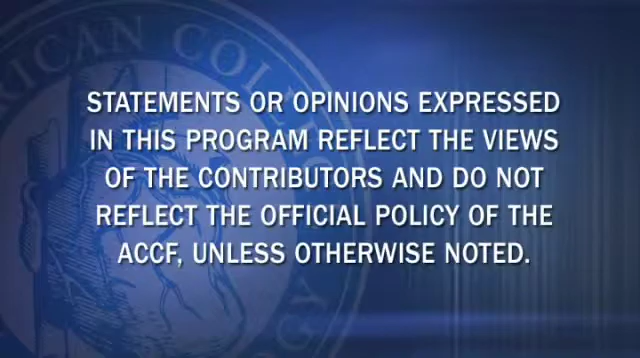 STATEMENTS OR OPINIONS EXPRESSED
IN THIS PROGRAM REFLECT THE VIEWS
OF THE CONTRIBUTORS AND DO NOT
REFLECT THE OFFICIAL POLICY OF THE
ACCF, UNLESS OTHERWISE NOTED.